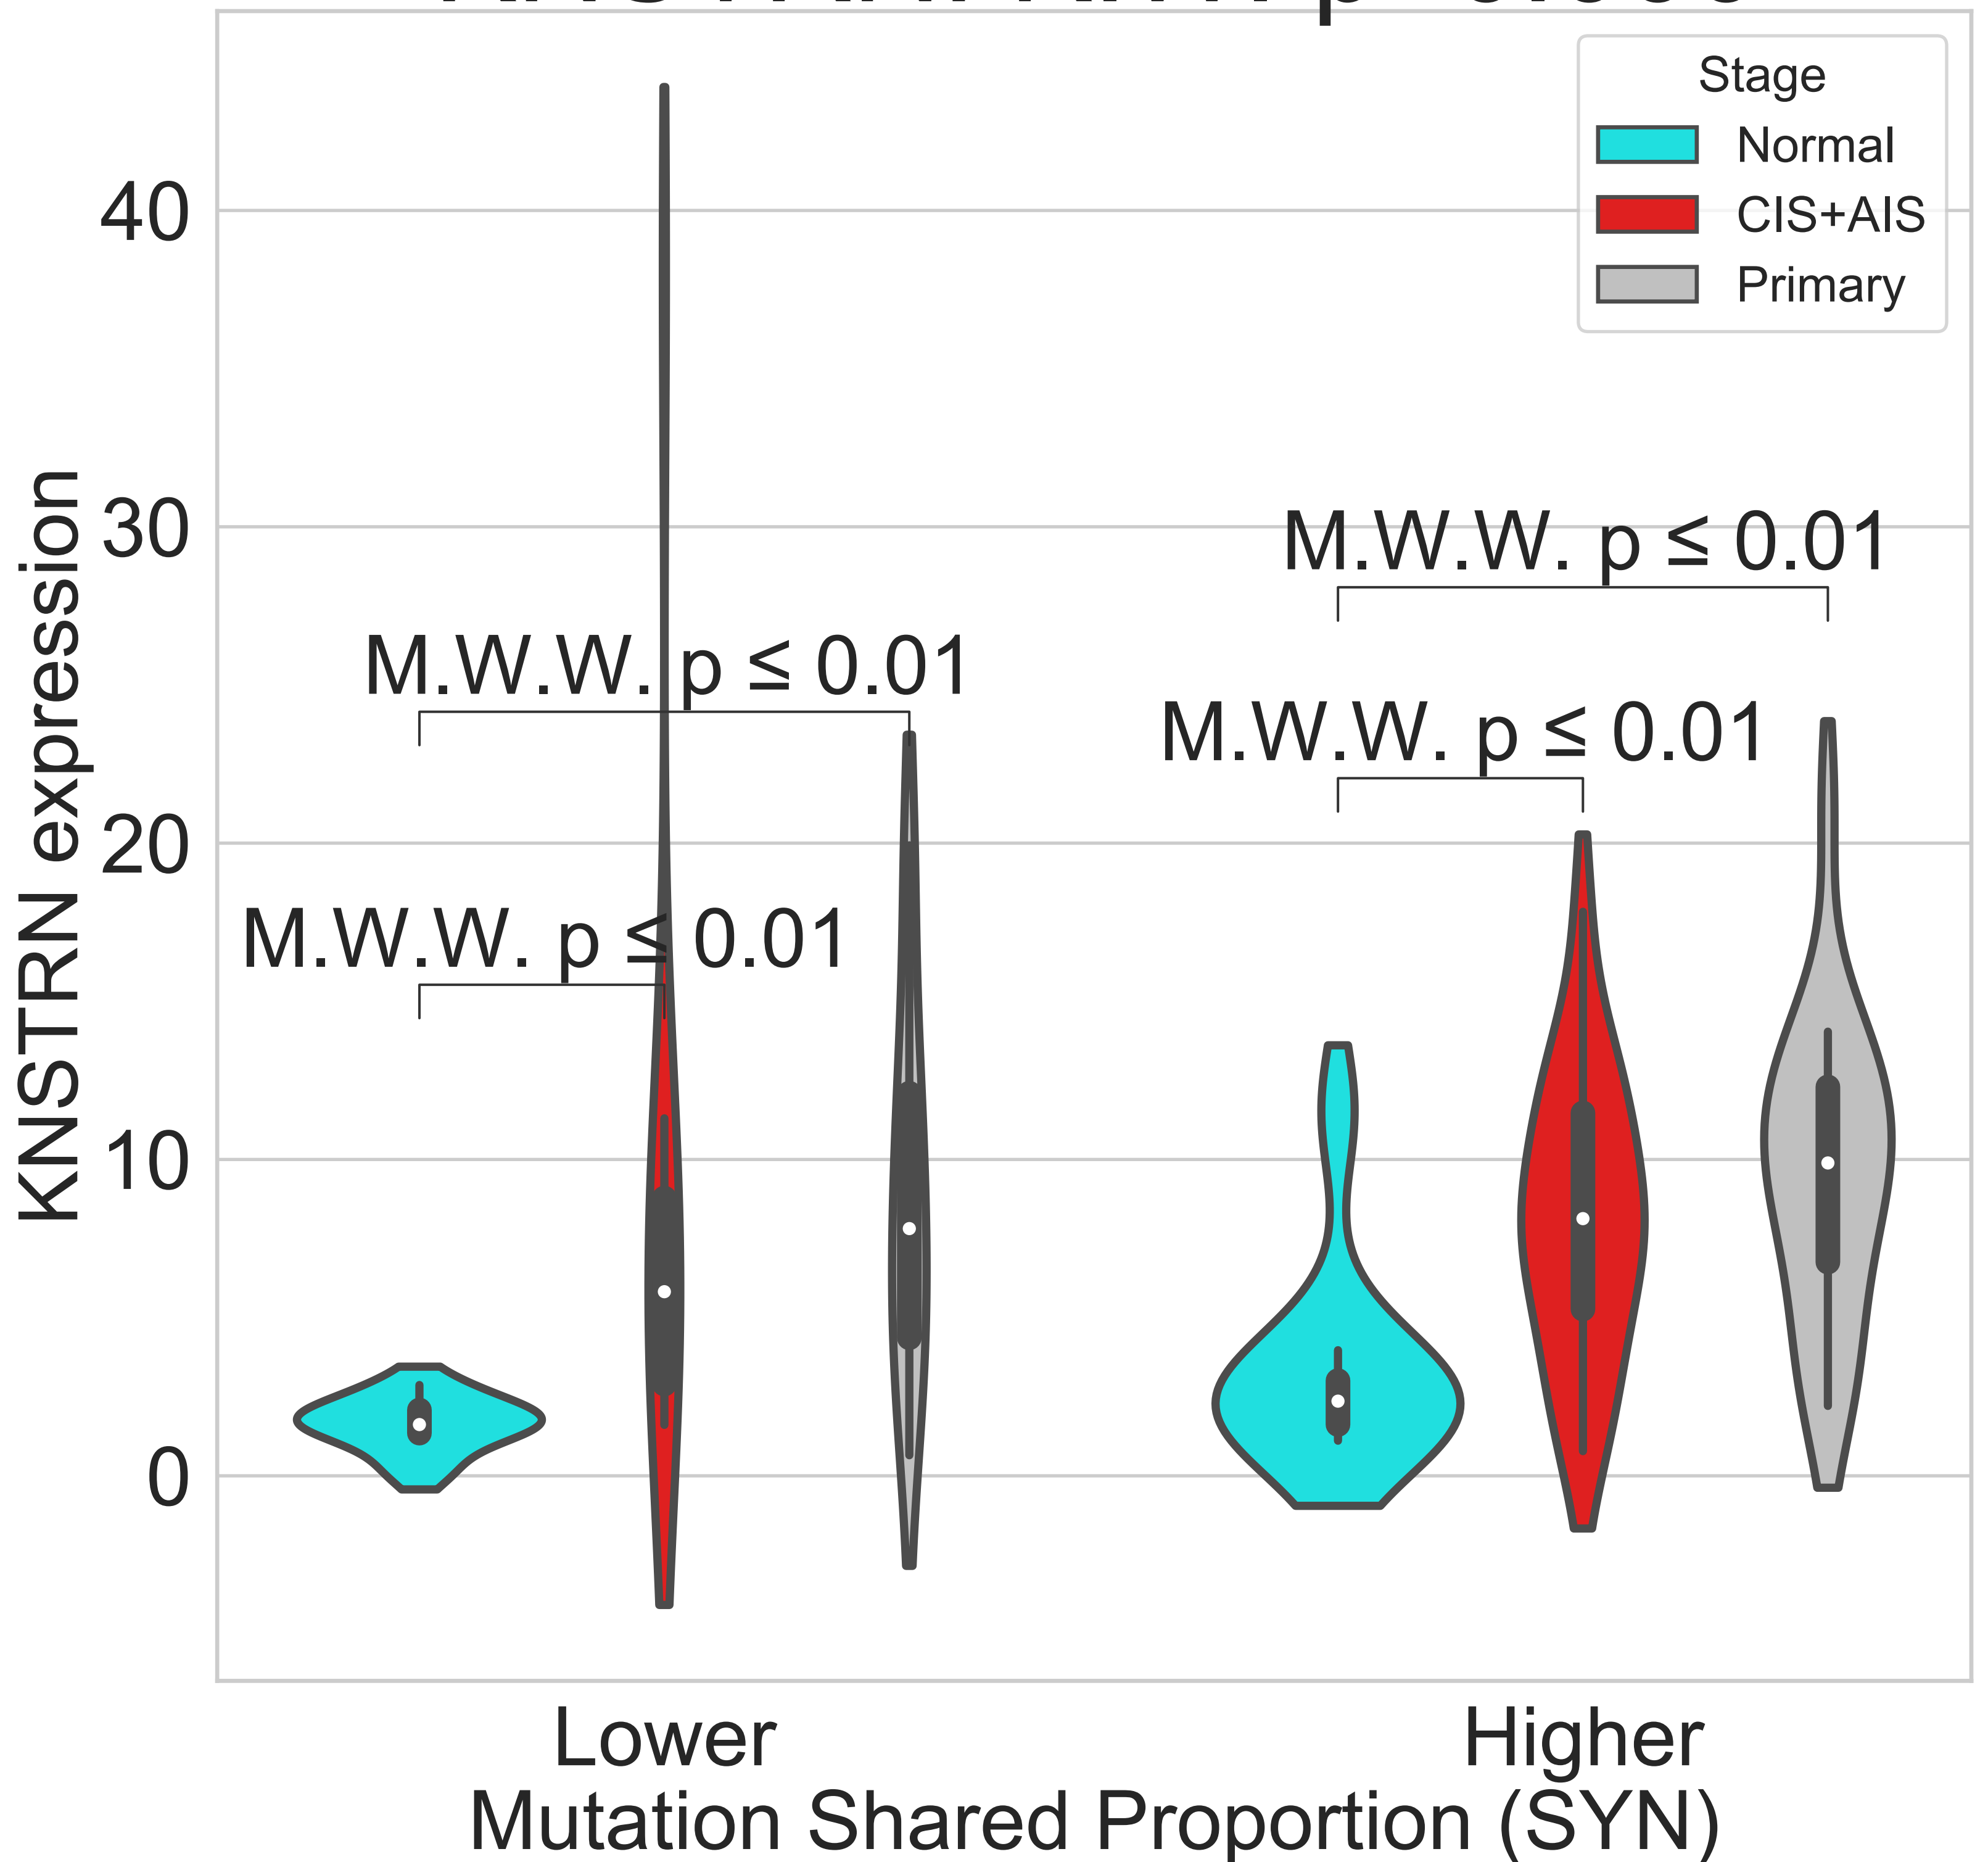 Stage
Normal
CIS+AIS
Primary
40
30
20
10
0
KNSTRN expression
M.W.W. p ≤ 0.01
M.W.W. p ≤ 0.01
M.W.W. p ≤ 0.01
M.W.W. p ≤ 0.01
Lower
Higher
Mutation Shared Proportion (SYN)